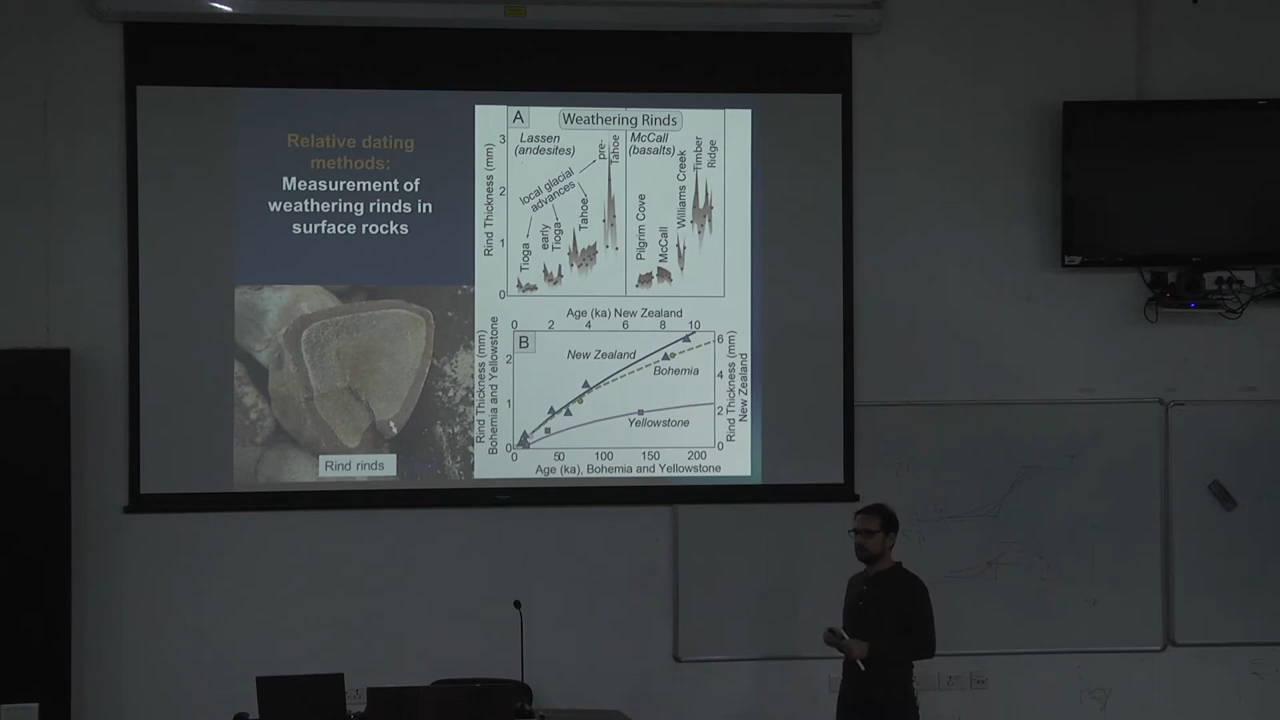 Relative dating
methods:
Measurement of
weathering rinds in
surface rocks
Rind rinds
A
Weathering Rinds
Lassen
(andesites)
McCall
(basalts)
Rind Thickness (mm)
3
2
1
0
local glacial
advances
Tioga
early
Tioga
Tahoe
pre-
Tahoe
Pilgrim Cove
McCall
Williams Creek
Timber
Ridge
Age (ka) New Zealand
0 2 4 6 8 10
B
Rind Thickness (mm)
Bohemia and Yellowstone
2
1
0
New Zealand
Bohemia
Yellowstone
6
4
2
0
Rind Thickness (mm)
New Zealand
0 50 100 150 200
Age (ka), Bohemia and Yellowstone